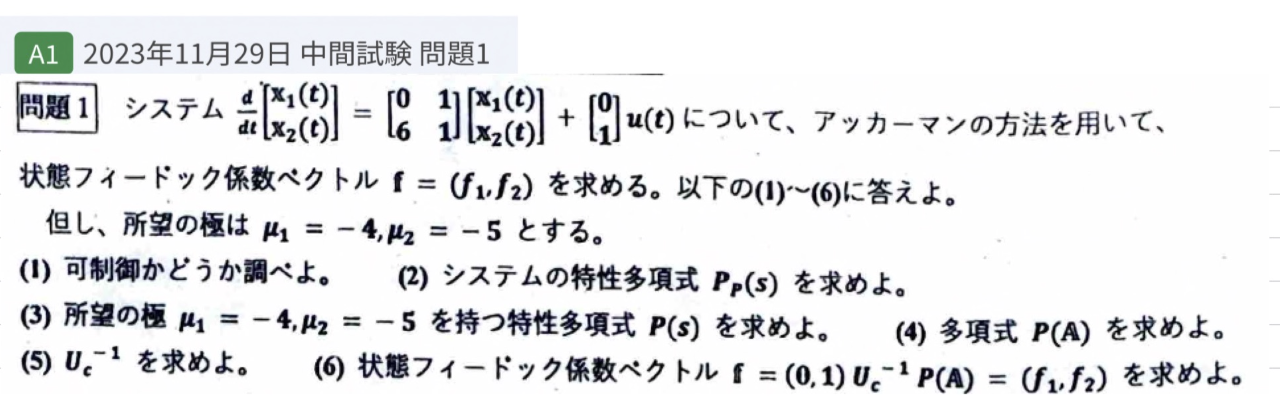 A1 2023年11月29日 中間試験 問題1
問題1 システム d/dt [x₁(t) x₂(t)] = [0 1 6 1] [x₁(t) x₂(t)] + [0 1] u(t) について、アッカーマンの方法を用いて、
状態フィードック係数ベクトル f = (f₁,f₂) を求める。以下の(1)~(6)に答えよ。
但し、所望の極は μ₁ = −4, μ₂ = −5 とする。
(1) 可制御かどうか調べよ。 (2) システムの特性多項式 Pₚ(s) を求めよ。
(3) 所望の極 μ₁ = −4, μ₂ = −5 を持つ特性多項式 P(s) を求めよ。 (4) 多項式 P(A) を求めよ。
(5) U_c⁻¹ を求めよ。 (6) 状態フィードック係数ベクトル f = (0,1) U_c⁻¹ P(A) = (f₁,f₂) を求めよ。